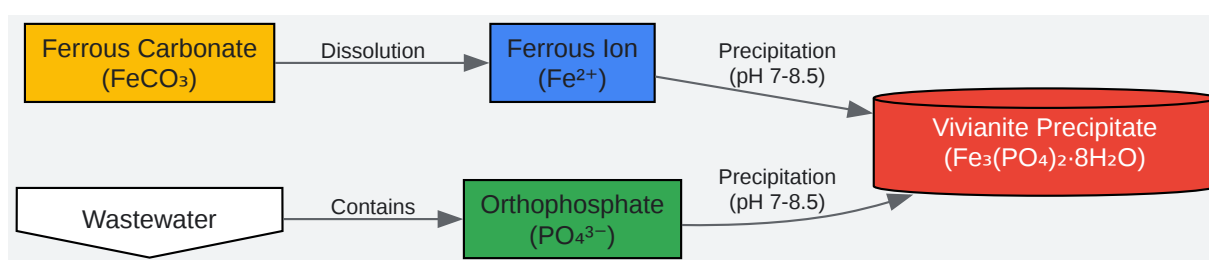 Ferrous Carbonate
(FeCO₃)
Dissolution
Ferrous Ion
(Fe²⁺)
Precipitation
(pH 7-8.5)
Vivianite Precipitate
(Fe₃(PO₄)₂·8H₂O)
Wastewater
Contains
Orthophosphate
(PO₄³⁻)
Precipitation
(pH 7-8.5)